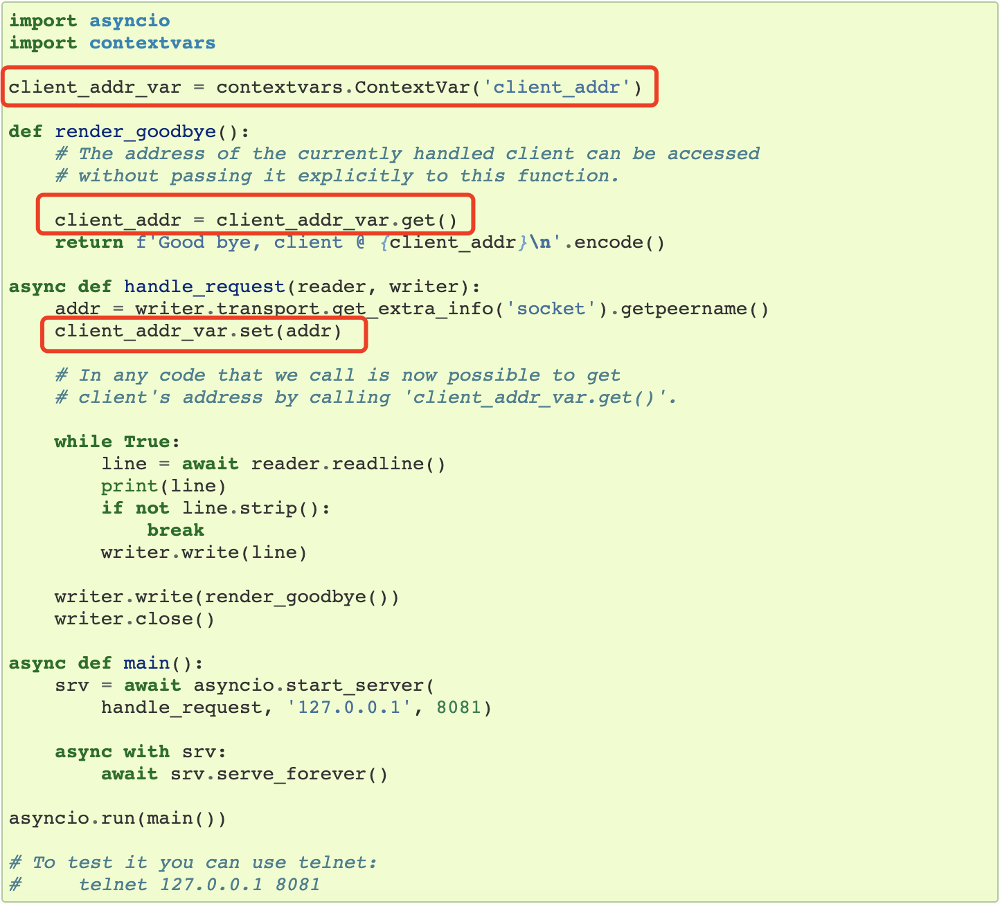 import asyncio
import contextvars
client_addr_var = contextvars.ContextVar('client_addr')
def render_goodbye():
    # The address of the currently handled client can be accessed
    # without passing it explicitly to this function.
    client_addr = client_addr_var.get()
    return f'Good bye, client @ {client_addr}\n'.encode()
async def handle_request(reader, writer):
    addr = writer.transport.get_extra_info('socket').getpeername()
    client_addr_var.set(addr)
    # In any code that we call is now possible to get
    # client's address by calling 'client_addr_var.get()'.
    while True:
        line = await reader.readline()
        print(line)
        if not line.strip():
            break
        writer.write(line)
    writer.write(render_goodbye())
    writer.close()
async def main():
    srv = await asyncio.start_server(
        handle_request, '127.0.0.1', 8081)
    async with srv:
        await srv.serve_forever()
asyncio.run(main())
# To test it you can use telnet:
#     telnet 127.0.0.1 8081